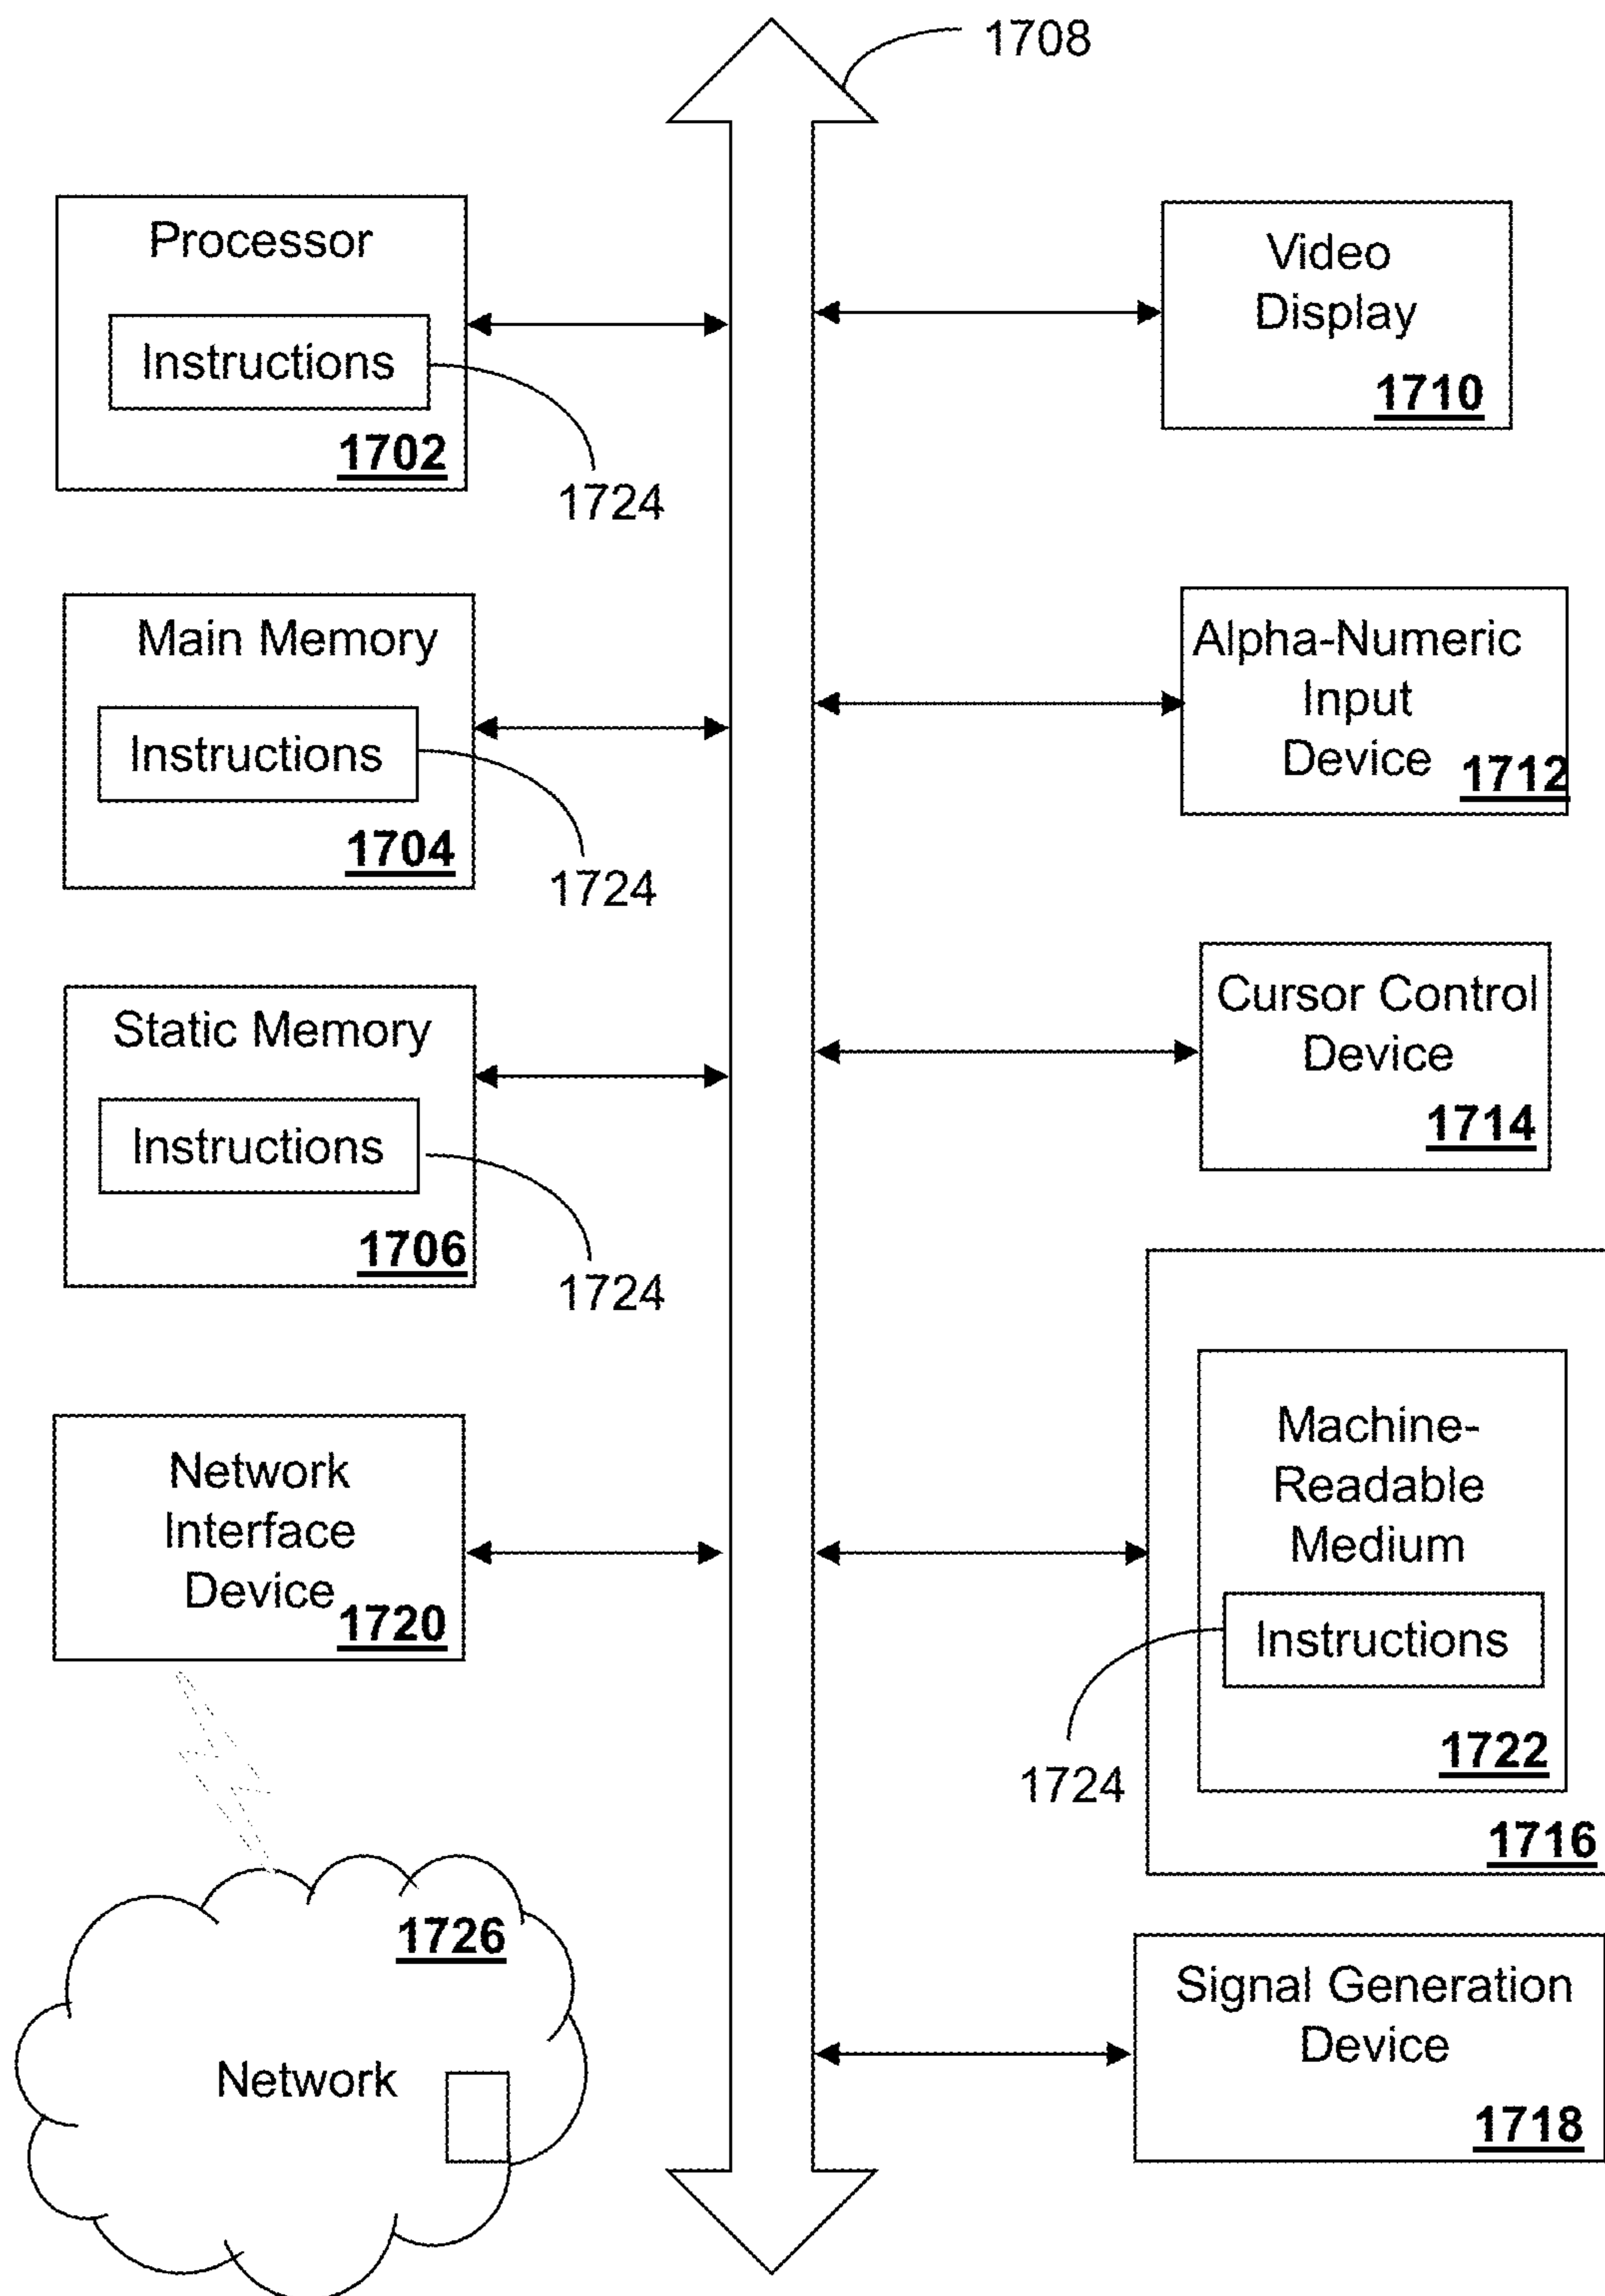 1708
Processor
Instructions
1702
1724
Main Memory
Instructions
1704
1724
Static Memory
Instructions
1706
1724
Network
Interface
Device
1720
1726
Network
Video
Display
1710
Alpha-Numeric
Input
Device
1712
Cursor Control
Device
1714
Machine-
Readable
Medium
Instructions
1722
1724
1716
Signal Generation
Device
1718